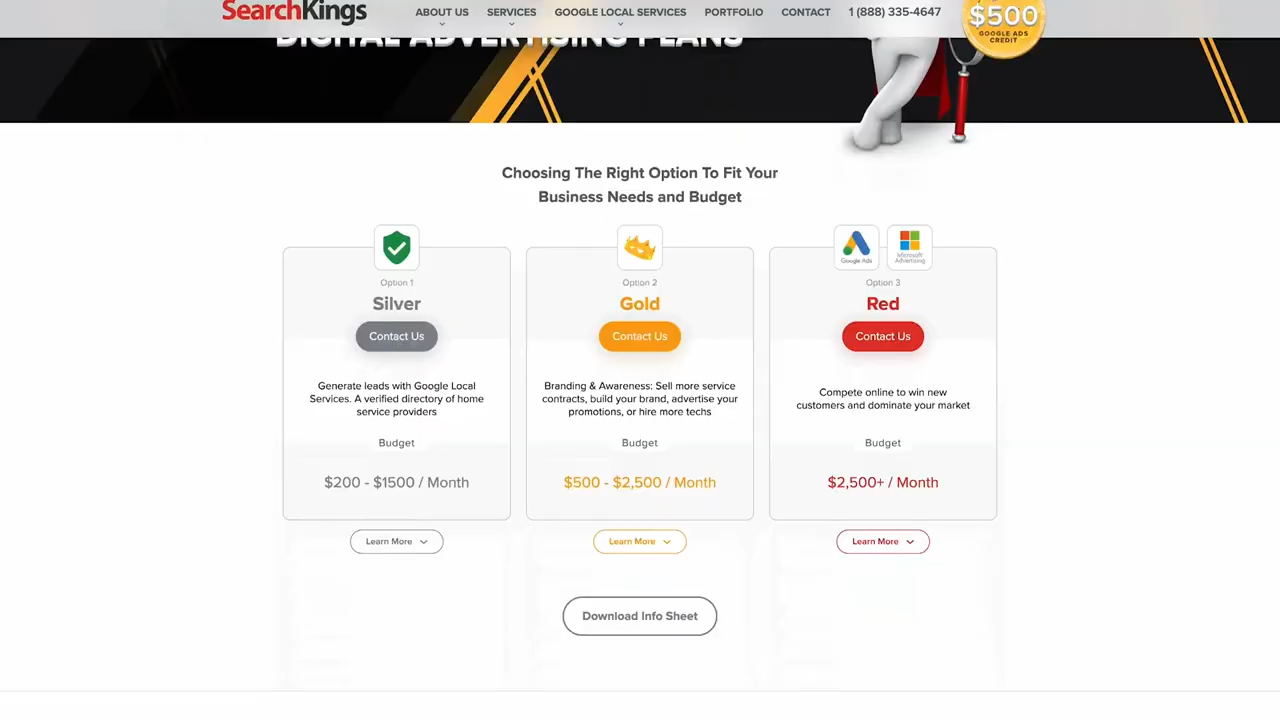 SearchKings
ABOUT US
SERVICES
GOOGLE LOCAL SERVICES
PORTFOLIO
CONTACT
1 (888) 335-4647
$500
GOOGLE ADS
CREDIT
DIGITAL ADVERTISING PLANS
Choosing The Right Option To Fit Your
Business Needs and Budget
Option 1
Silver
Contact Us
Generate leads with Google Local
Services. A verified directory of home
service providers
Budget
$200 - $1500 / Month
Learn More
Option 2
Gold
Contact Us
Branding & Awareness: Sell more service
contracts, build your brand, advertise your
promotions, or hire more techs
Budget
$500 - $2,500 / Month
Learn More
Google Ads
Microsoft
Advertising
Option 3
Red
Contact Us
Compete online to win new
customers and dominate your market
Budget
$2,500+ / Month
Learn More
Download Info Sheet